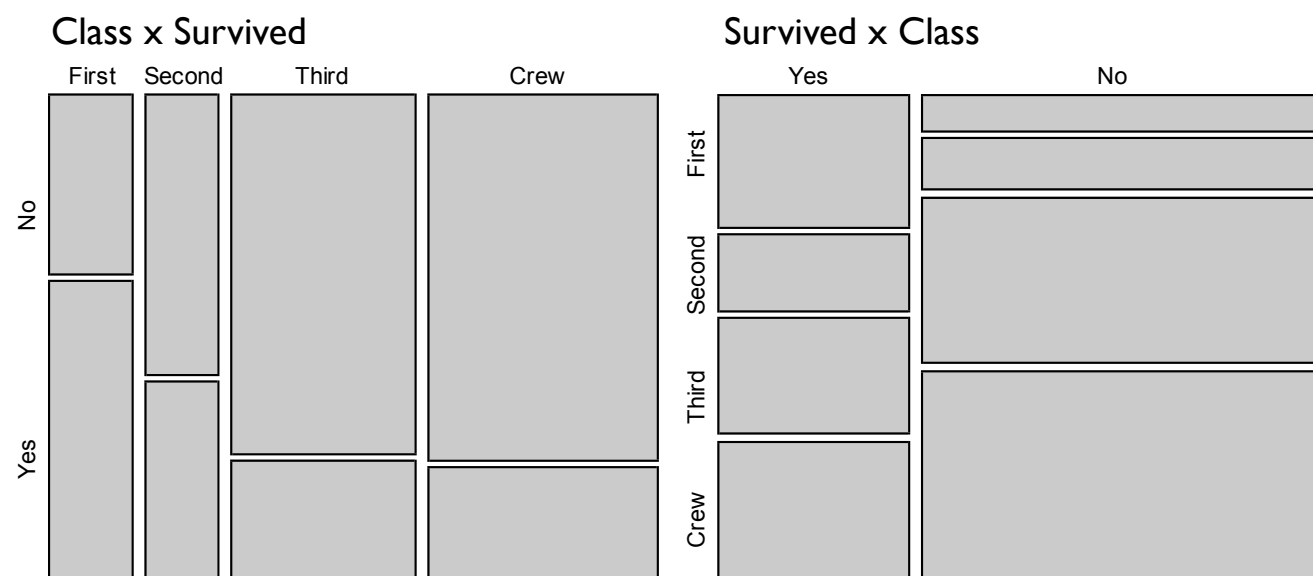 Class x Survived
First Second Third Crew
No
Yes
Survived x Class
Yes No
First
Second
Third
Crew